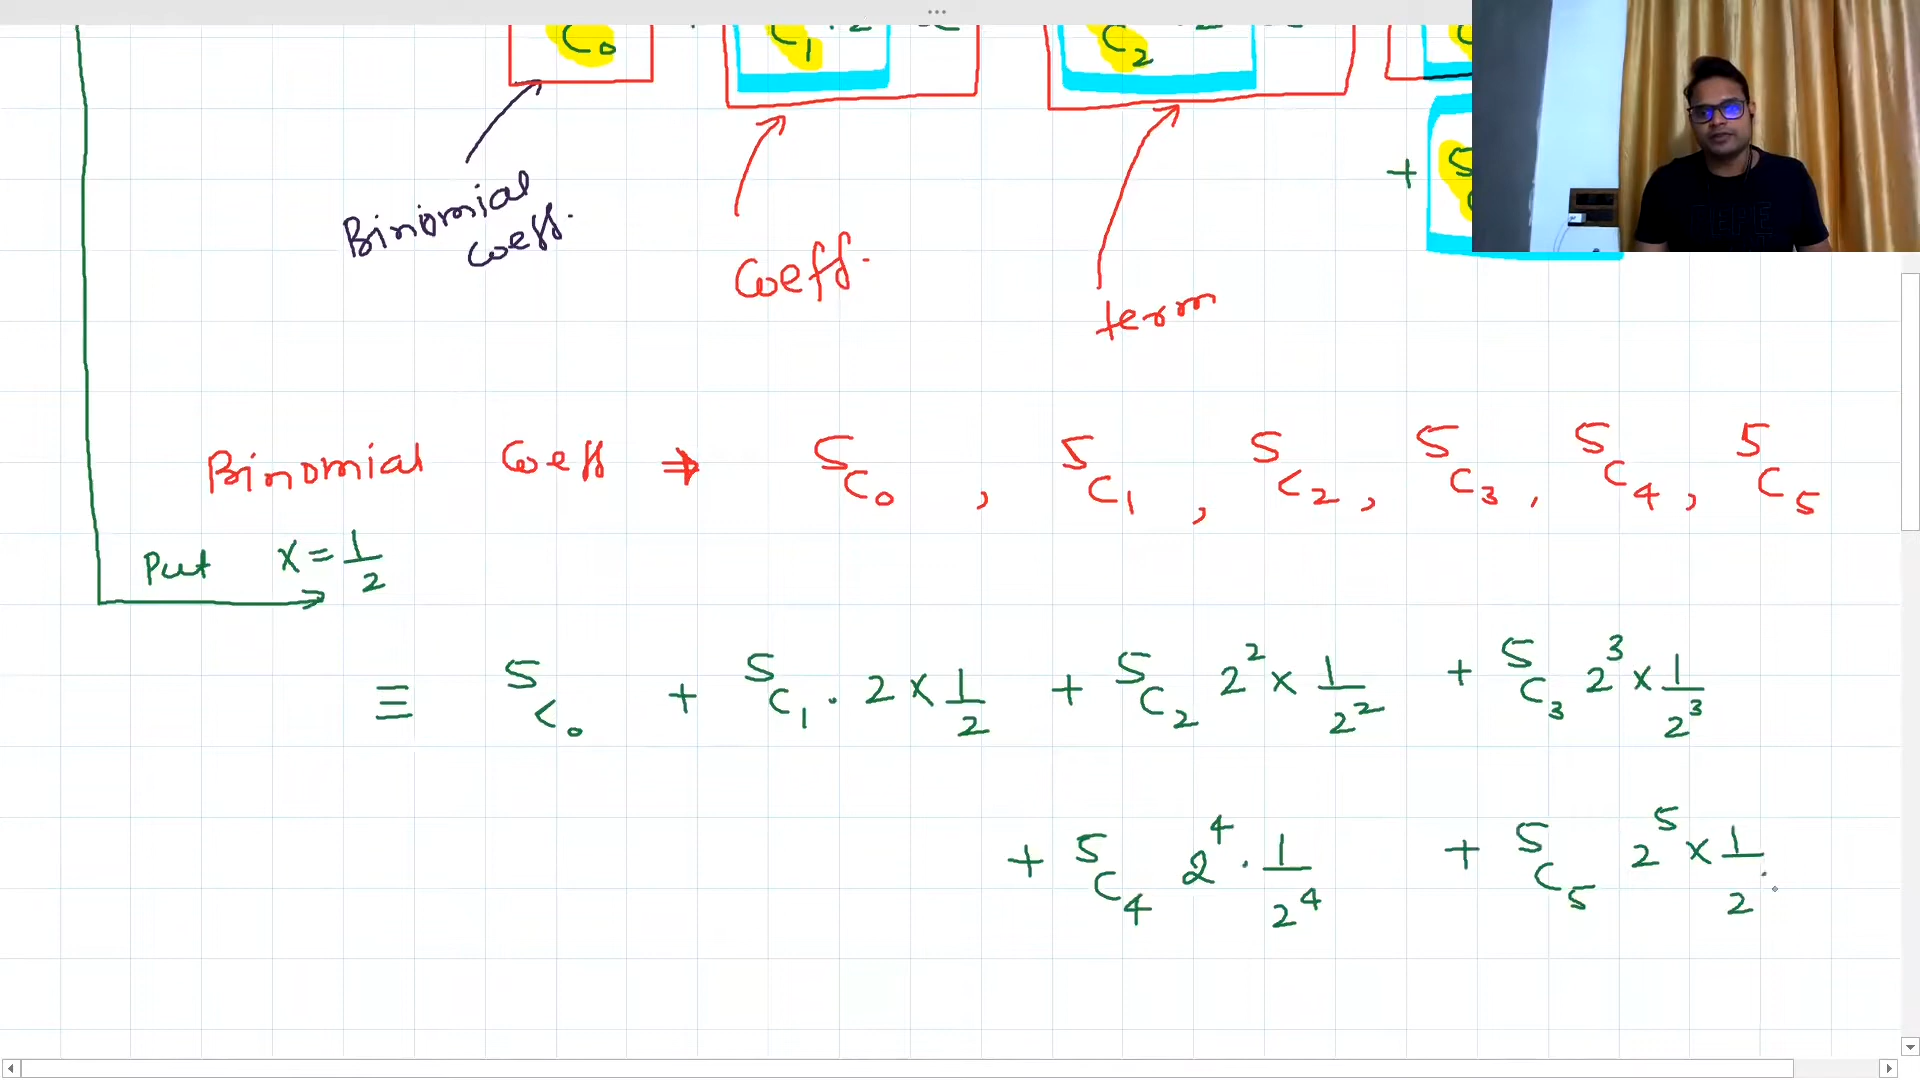 C₀ C₁ · 2 C₂
+ 5
Binomial coeff.
Coeff.
term
Binomial Coeff ⇒ ⁵C₀ , ⁵C₁ , ⁵C₂ , ⁵C₃ , ⁵C₄ , ⁵C₅
Put x = 1/2
≡ ⁵C₀ + ⁵C₁ · 2 × 1/2 + ⁵C₂ 2² × 1/2² + ⁵C₃ 2³ × 1/2³
+ ⁵C₄ 2⁴ · 1/2⁴ + ⁵C₅ 2⁵ × 1/2